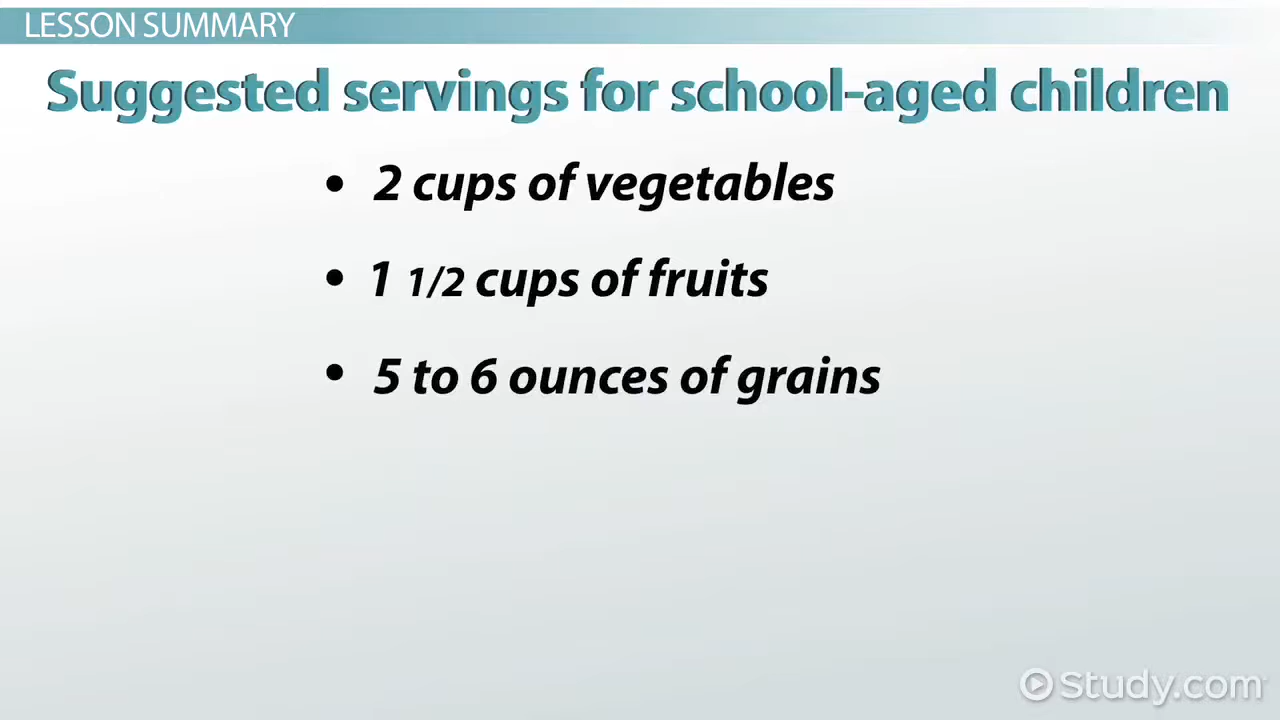 LESSON SUMMARY
Suggested servings for school-aged children
• 2 cups of vegetables
• 1 1/2 cups of fruits
• 5 to 6 ounces of grains
Study.com